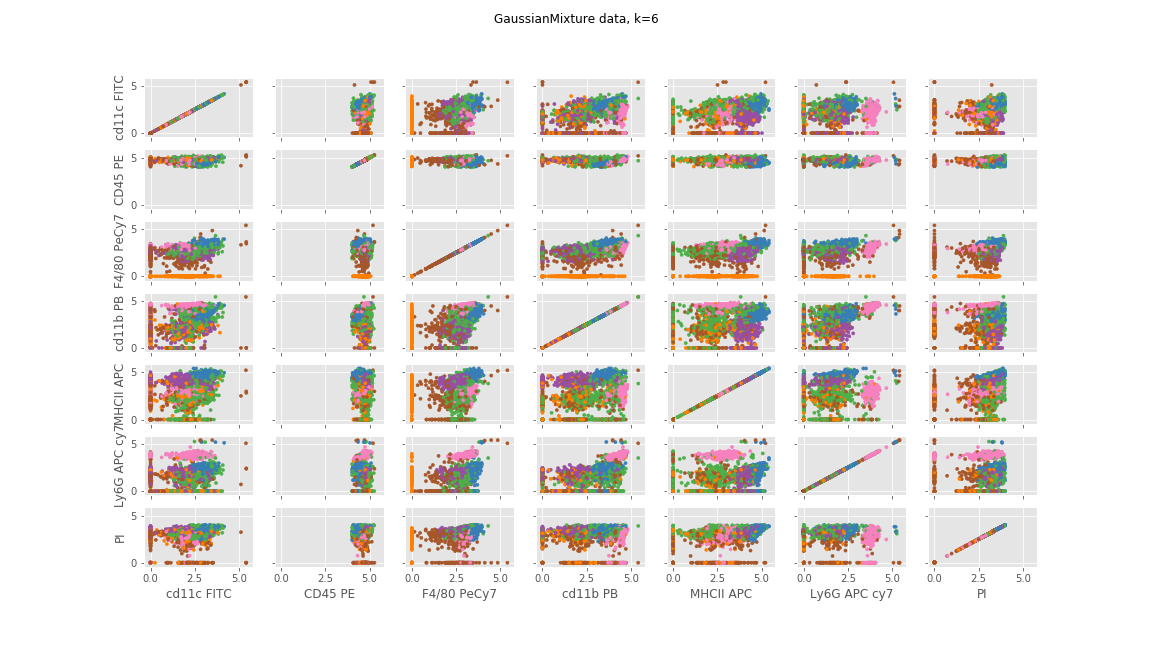 GaussianMixture data, k=6
cd11c FITC
5
0
CD45 PE
5
0
F4/80 PeCy7
5
0
cd11b PB
5
0
MHCII APC
5
0
Ly6G APC cy7
5
0
PI
5
0
0.0 2.5 5.0 0.0 2.5 5.0 0.0 2.5 5.0 0.0 2.5 5.0 0.0 2.5 5.0 0.0 2.5 5.0 0.0 2.5 5.0
cd11c FITC CD45 PE F4/80 PeCy7 cd11b PB MHCII APC Ly6G APC cy7 PI